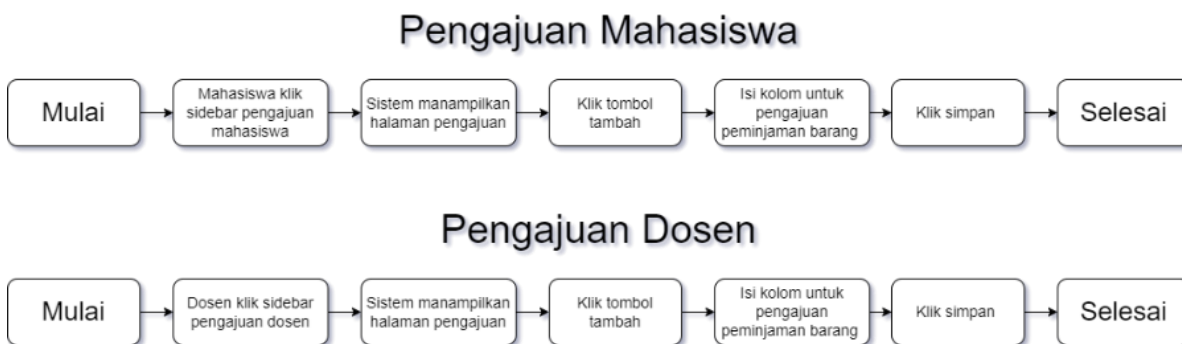 Pengajuan Mahasiswa
Mulai
Mahasiswa klik
sidebar pengajuan
mahasiswa
Sistem manampilkan
halaman pengajuan
Klik tombol
tambah
Isi kolom untuk
pengajuan
peminjaman barang
Klik simpan
Selesai
Pengajuan Dosen
Mulai
Dosen klik sidebar
pengajuan dosen
Sistem manampilkan
halaman pengajuan
Klik tombol
tambah
Isi kolom untuk
pengajuan
peminjaman barang
Klik simpan
Selesai